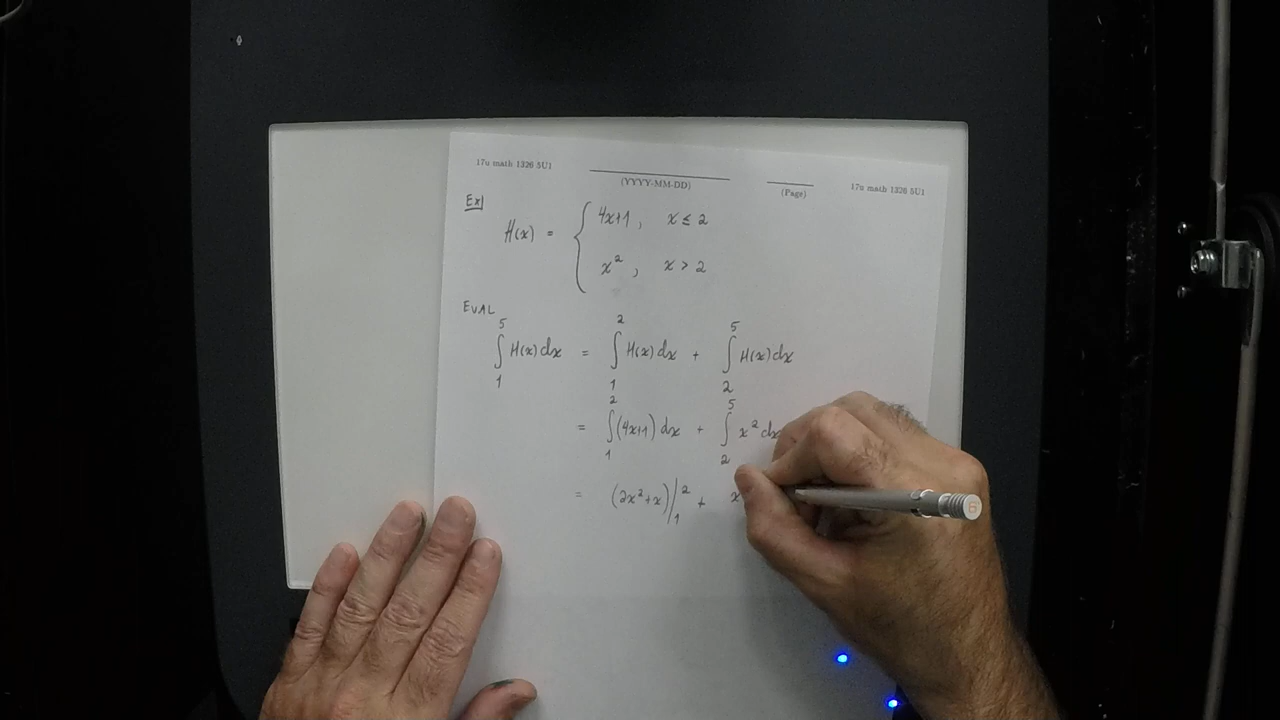 17u math 1326 5U1 (YYYY-MM-DD) (Page) 17u math 1326 5U1
Ex1
H(x) = { 4x+1 , x ≤ 2
x² , x > 2
EVAL
∫₁⁵ H(x) dx = ∫₁² H(x) dx + ∫₂⁵ H(x) dx
= ∫₁² (4x+1) dx + ∫₂⁵ x² dx
= (2x²+x)|₁² + x